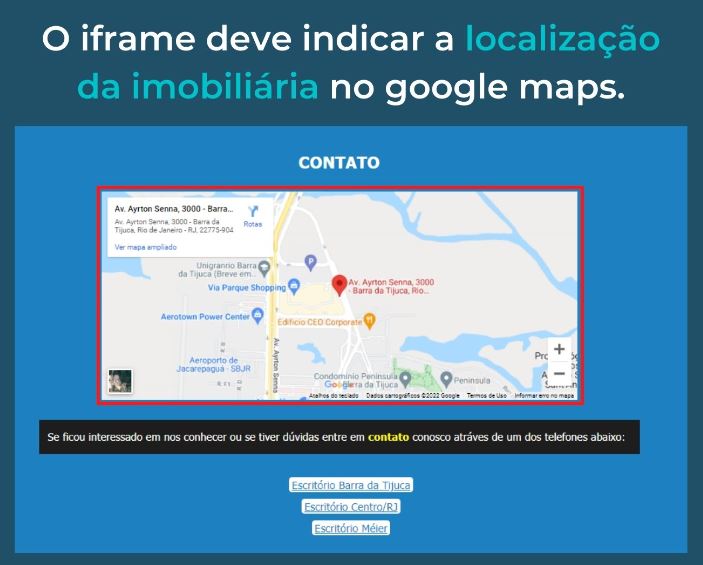 O iframe deve indicar a localização
da imobiliária no google maps.
CONTATO
Av. Ayrton Senna, 3000 - Barra...
Av. Ayrton Senna, 3000 - Barra da
Tijuca, Rio de Janeiro - RJ, 22775-904
Rotas
Ver mapa ampliado
Unigranrio Barra
da Tijuca (Breve em...
P
Via Parque Shopping
Av. Ayrton Senna, 3000
- Barra da Tijuca, Rio...
Aerotown Power Center
Edifício CEO Corporate
Av. Ayrton Senna
Aeroporto de
Jacarepaguá - SBJR
Condomínio Península
Barra da Tijuca
Google
Península
+
−
Atalhos do teclado Dados cartográficos ©2022 Google Termos de Uso Informar erro no mapa
Se ficou interessado em nos conhecer ou se tiver dúvidas entre em contato conosco atráves de um dos telefones abaixo:
Escritório Barra da Tijuca
Escritório Centro/RJ
Escritório Méier